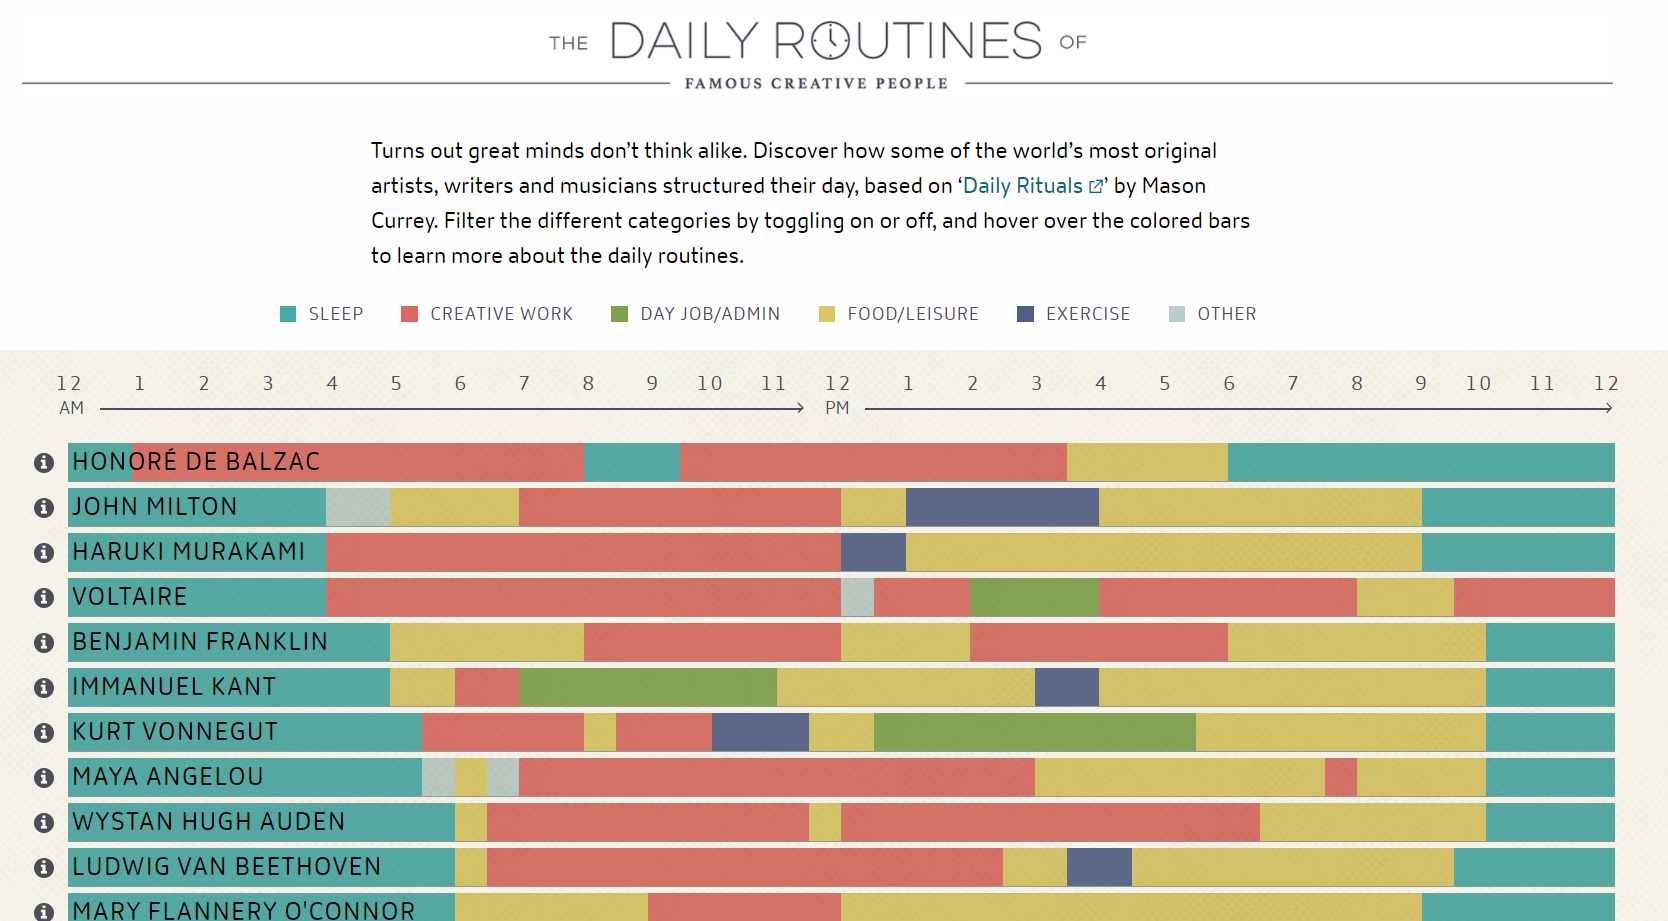 THE DAILY ROUTINES OF
FAMOUS CREATIVE PEOPLE
Turns out great minds don’t think alike. Discover how some of the world’s most original
artists, writers and musicians structured their day, based on ‘Daily Rituals’ by Mason
Currey. Filter the different categories by toggling on or off, and hover over the colored bars
to learn more about the daily routines.
SLEEP CREATIVE WORK DAY JOB/ADMIN FOOD/LEISURE EXERCISE OTHER
12 1 2 3 4 5 6 7 8 9 10 11 12 1 2 3 4 5 6 7 8 9 10 11 12
AM PM
HONORÉ DE BALZAC
JOHN MILTON
HARUKI MURAKAMI
VOLTAIRE
BENJAMIN FRANKLIN
IMMANUEL KANT
KURT VONNEGUT
MAYA ANGELOU
WYSTAN HUGH AUDEN
LUDWIG VAN BEETHOVEN
MARY FLANNERY O'CONNOR